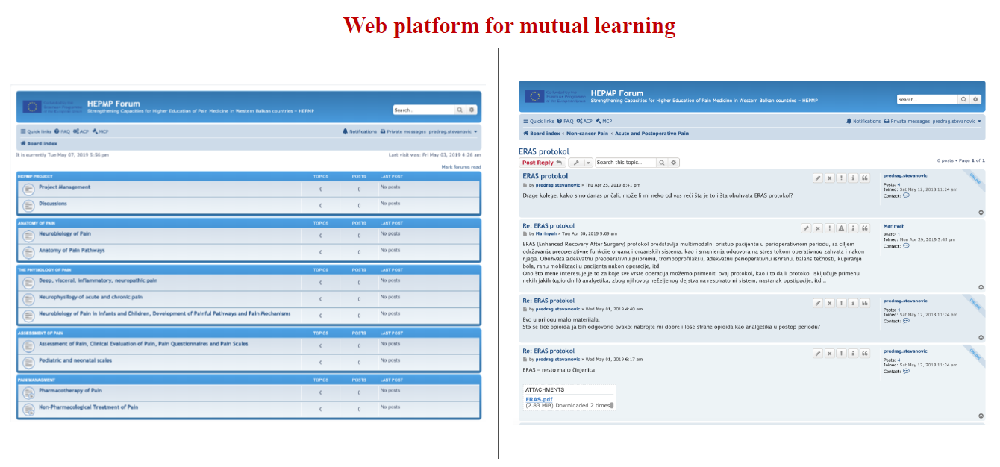 Web platform for mutual learning
HEPMP Forum
Strengthening Capacities for Higher Education of Pain Medicine in Western Balkan countries – HEPMP
Search...
Quick links FAQ ACP MCP
Notifications Private messages predrag.stevanovic
Board index
It is currently Tue May 07, 2019 5:56 pm
Last visit was: Fri May 03, 2019 4:26 am
Mark forums read
HEPMP PROJECT TOPICS POSTS LAST POST
Project Management 0 0 No posts
Discussions 0 0 No posts
ANATOMY OF PAIN TOPICS POSTS LAST POST
Neurobiology of Pain 0 0 No posts
Anatomy of Pain Pathways 0 0 No posts
THE PHYSIOLOGY OF PAIN TOPICS POSTS LAST POST
Deep, visceral, inflammatory, neuropathic pain 0 0 No posts
Neurophysilogy of acute and chronic pain 0 0 No posts
Neurobiology of Pain in Infants and Children, Development of Painful Pathways and Pain Mechanisms 0 0 No posts
ASSESSMENT OF PAIN TOPICS POSTS LAST POST
Assessment of Pain, Clinical Evaluation of Pain, Pain Questionnaires and Pain Scales 0 0 No posts
Pediatric and neonatal scales 0 0 No posts
PAIN MANAGMENT TOPICS POSTS LAST POST
Pharmacotherapy of Pain 0 0 No posts
Non-Pharmacological Treatment of Pain 0 0 No posts
HEPMP Forum
Strengthening Capacities for Higher Education of Pain Medicine in Western Balkan countries – HEPMP
Search...
Quick links FAQ ACP MCP
Notifications Private messages predrag.stevanovic
Board index ‹ Non-cancer Pain ‹ Acute and Postoperative Pain
ERAS protokol
Post Reply Search this topic...
6 posts • Page 1 of 1
ERAS protokol
by predrag.stevanovic » Thu Apr 25, 2019 8:41 pm
Drage kolege, kako smo danas pričali, može li mi neko od vas reći šta je to i šta obuhvata ERAS protokol?
predrag.stevanovic
Posts: 4
Joined: Sat May 12, 2018 11:24 am
Contact:
ONLINE
Re: ERAS protokol
by Marinyah » Tue Apr 30, 2019 9:09 am
ERAS (Enhanced Recovery After Surgery) protokol predstavlja multimodalni pristup pacijentu u perioperativnom periodu, sa ciljem
održavanja preoperativne funkcije organa i organskih sistema, kao i smanjenja odgovora na stres tokom operativnog zahvata i nakon
njega. Obuhvata adekvatnu preoperativnu pripremu, tromboprofilaksu, adekvatnu perioperativnu ishranu, balans tečnosti, kupiranje
bola, ranu mobilizaciju pacijenta nakon operacije, itd.
Ono što mene interesuje je to za koje sve vrste operacija možemo primeniti ovaj protokol, kao i to da li protokol isključuje primenu
nekih jakih (opioidnih) analgetika, zbog njihovog neželjenog dejstva na respiratorni sistem, nastanak opstipacije, itd...
Marinyah
Posts: 1
Joined: Mon Apr 29, 2019 3:45 pm
Contact:
Re: ERAS protokol
by predrag.stevanovic » Wed May 01, 2019 4:40 am
Evo u prilogu malo materijala.
Sto se tiče opioida ja bih odgovorio ovako: nabrojte mi dobre i loše strane opioida kao analgetika u postop periodu?
predrag.stevanovic
Posts: 4
Joined: Sat May 12, 2018 11:24 am
Contact:
ONLINE
Re: ERAS protokol
by predrag.stevanovic » Wed May 01, 2019 6:17 am
ERAS – nesto malo činjenica
ATTACHMENTS
ERAS.pdf
(2.83 MiB) Downloaded 2 times
predrag.stevanovic
Posts: 4
Joined: Sat May 12, 2018 11:24 am
Contact:
ONLINE